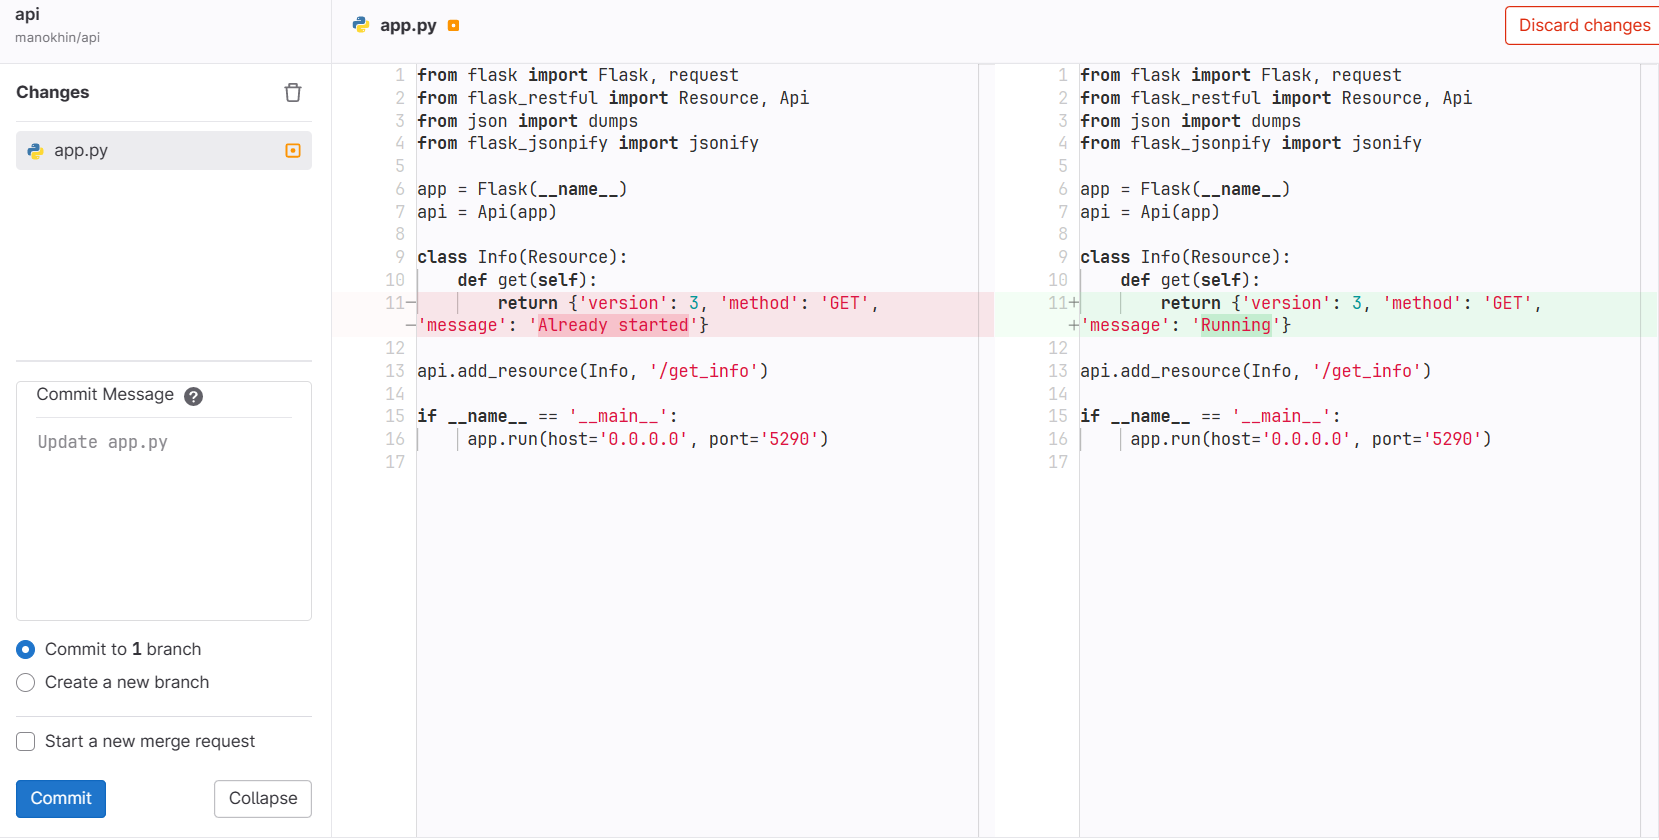 api
manokhin/api
Changes
app.py
Commit Message ?
Update app.py
Commit to 1 branch
Create a new branch
Start a new merge request
Commit
Collapse
app.py
Discard changes
1 from flask import Flask, request
2 from flask_restful import Resource, Api
3 from json import dumps
4 from flask_jsonpify import jsonify
5
6 app = Flask(__name__)
7 api = Api(app)
8
9 class Info(Resource):
10     def get(self):
11−         return {'version': 3, 'method': 'GET',
− 'message': 'Already started'}
12
13 api.add_resource(Info, '/get_info')
14
15 if __name__ == '__main__':
16      app.run(host='0.0.0.0', port='5290')
17
1 from flask import Flask, request
2 from flask_restful import Resource, Api
3 from json import dumps
4 from flask_jsonpify import jsonify
5
6 app = Flask(__name__)
7 api = Api(app)
8
9 class Info(Resource):
10     def get(self):
11+         return {'version': 3, 'method': 'GET',
+ 'message': 'Running'}
12
13 api.add_resource(Info, '/get_info')
14
15 if __name__ == '__main__':
16      app.run(host='0.0.0.0', port='5290')
17